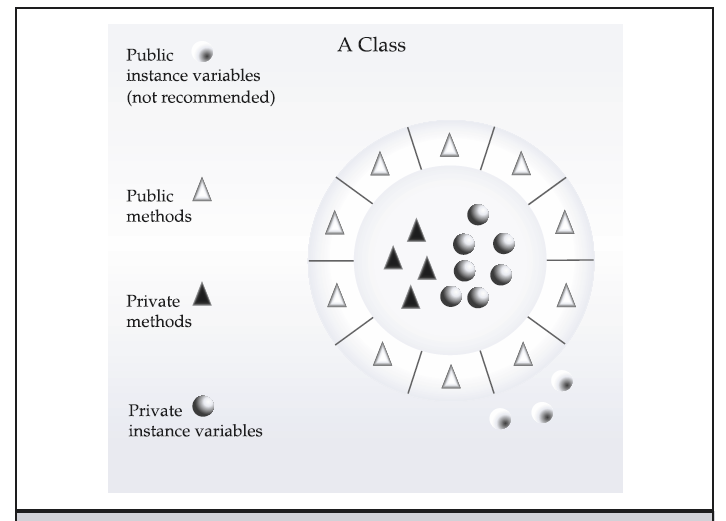 A Class
Public
instance variables
(not recommended)
Public
methods
Private
methods
Private
instance variables